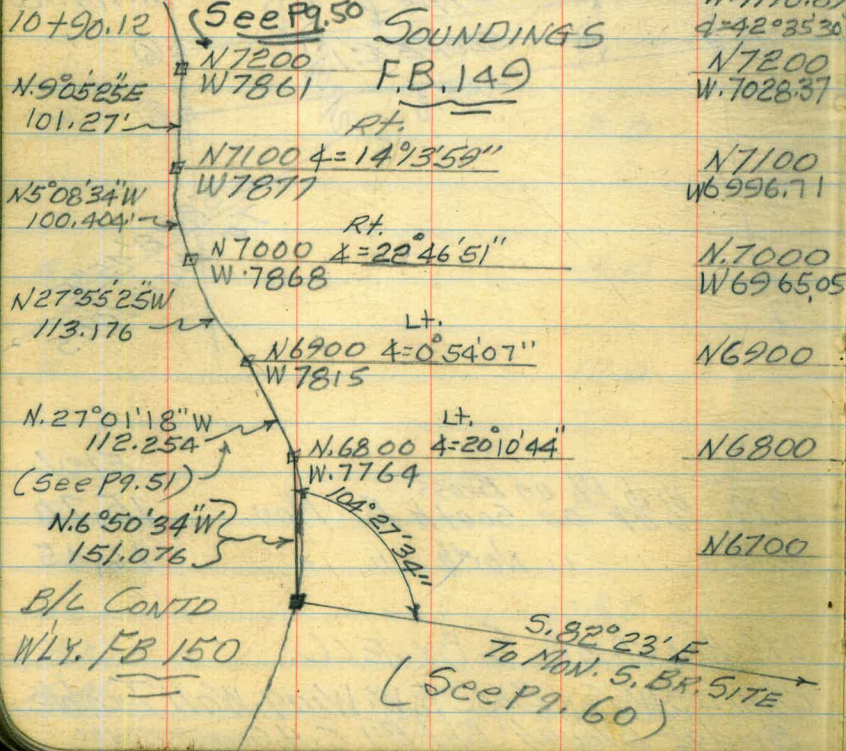 10+90.12
See Pg.50
SOUNDINGS
F.B. 149
∡=42°35'30
N7200
W7861
N7200
W.7028.37
N.9°05'25"E
101.27'
Rt.
N7100 ∡=14°13'59"
W7877
N7100
W6996.71
N5°08'34"W
100.404'
Rt.
N7000 ∡=22°46'51"
W.7868
N.7000
W6965.05
N27°55'25"W
113.176
Lt.
N6900 ∡=0°54'07"
W7815
N6900
N.27°01'18"W
112.254
(See Pg.51)
Lt.
N.6800 ∡=20°10'44"
W.7764
N6800
104°27'34"
N.6°50'34"W
151.076
N6700
B/L CONTD
WLY. FB 150
S.82°23'E
TO MON. S. BR. SITE
(See Pg. 60)